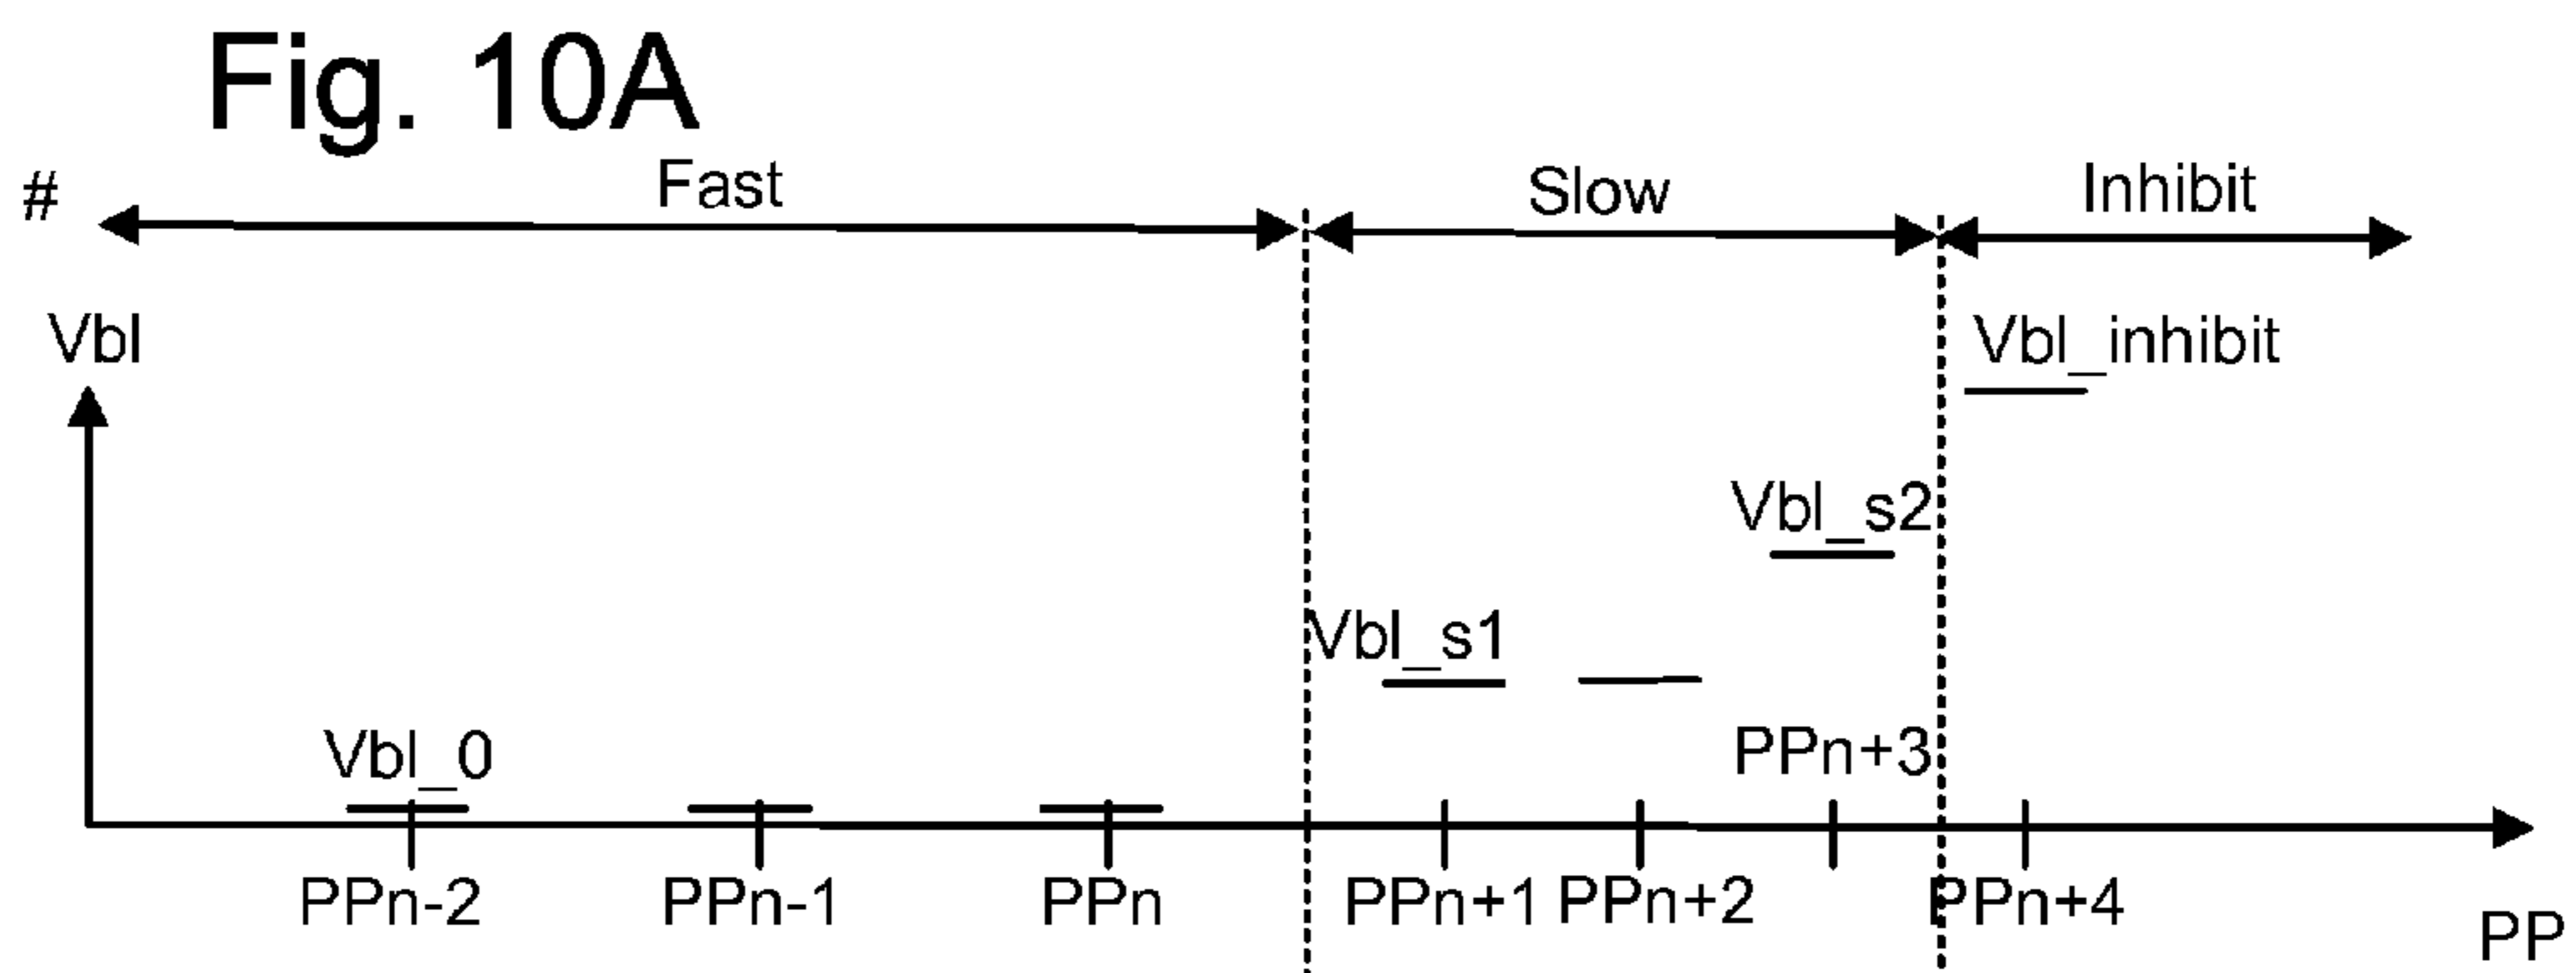 Fig. 10A
# Fast Slow Inhibit
Vbl
Vbl_inhibit
Vbl_s2
Vbl_s1
Vbl_0
PPn+3
PPn-2 PPn-1 PPn PPn+1 PPn+2 PPn+4
PP